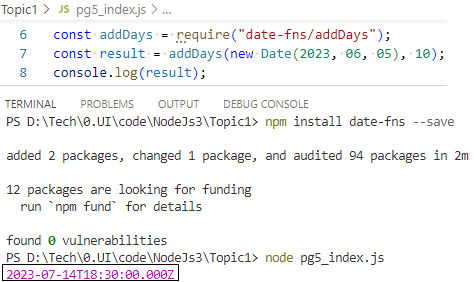 Topic1 > pg5_index.js > ...
6 const addDays = require("date-fns/addDays");
7 const result = addDays(new Date(2023, 06, 05), 10);
8 console.log(result);
TERMINAL PROBLEMS OUTPUT DEBUG CONSOLE
PS D:\Tech\0.UI\code\NodeJs3\Topic1> npm install date-fns --save
added 2 packages, changed 1 package, and audited 94 packages in 2m
12 packages are looking for funding
run `npm fund` for details
found 0 vulnerabilities
PS D:\Tech\0.UI\code\NodeJs3\Topic1> node pg5_index.js
2023-07-14T18:30:00.000Z